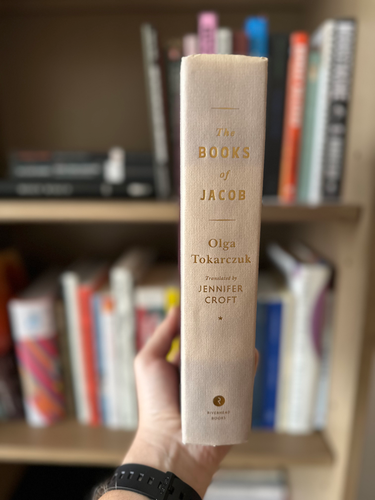 The
BOOKS
of
JACOB
Olga
Tokarczuk
Translated by
JENNIFER
CROFT
RIVERHEAD
BOOKS